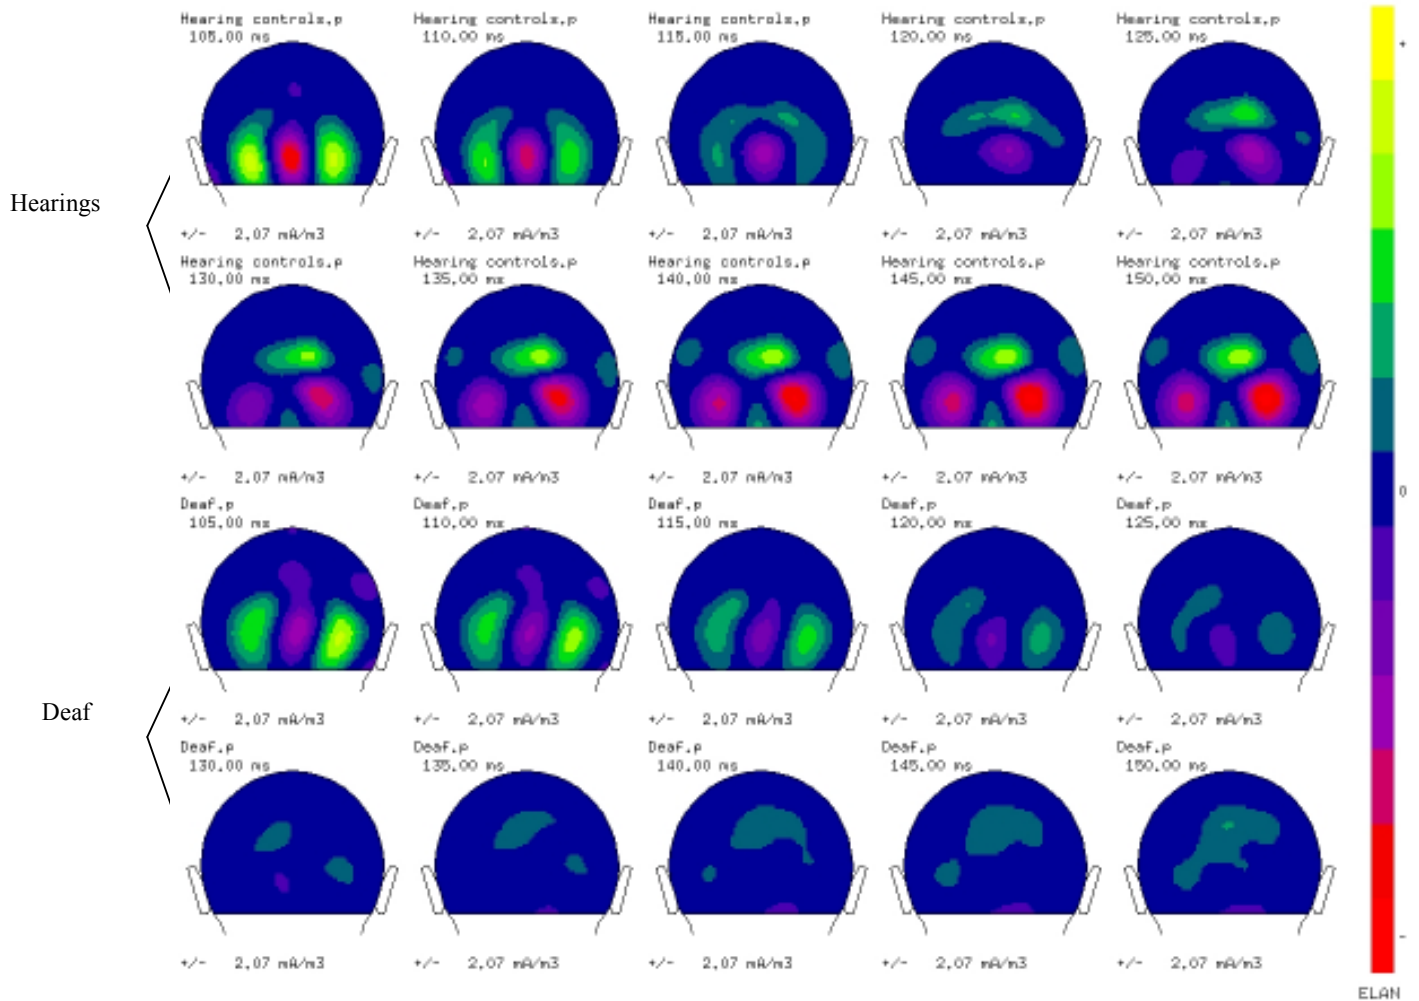 Hearing controls.p Hearing controls.p Hearing controls.p Hearing controls.p Hearing controls.p
105.00 ms 110.00 ms 115.00 ms 120.00 ms 125.00 ms
+
Hearings
+/- 2.07 mA/m3 +/- 2.07 mA/m3 +/- 2.07 mA/m3 +/- 2.07 mA/m3 +/- 2.07 mA/m3
Hearing controls.p Hearing controls.p Hearing controls.p Hearing controls.p Hearing controls.p
130.00 ms 135.00 ms 140.00 ms 145.00 ms 150.00 ms
+/- 2.07 mA/m3 +/- 2.07 mA/m3 +/- 2.07 mA/m3 +/- 2.07 mA/m3 +/- 2.07 mA/m3
0
Deaf.p Deaf.p Deaf.p Deaf.p Deaf.p
105.00 ms 110.00 ms 115.00 ms 120.00 ms 125.00 ms
Deaf
+/- 2.07 mA/m3 +/- 2.07 mA/m3 +/- 2.07 mA/m3 +/- 2.07 mA/m3 +/- 2.07 mA/m3
Deaf.p Deaf.p Deaf.p Deaf.p Deaf.p
130.00 ms 135.00 ms 140.00 ms 145.00 ms 150.00 ms
-
+/- 2.07 mA/m3 +/- 2.07 mA/m3 +/- 2.07 mA/m3 +/- 2.07 mA/m3 +/- 2.07 mA/m3
ELAN